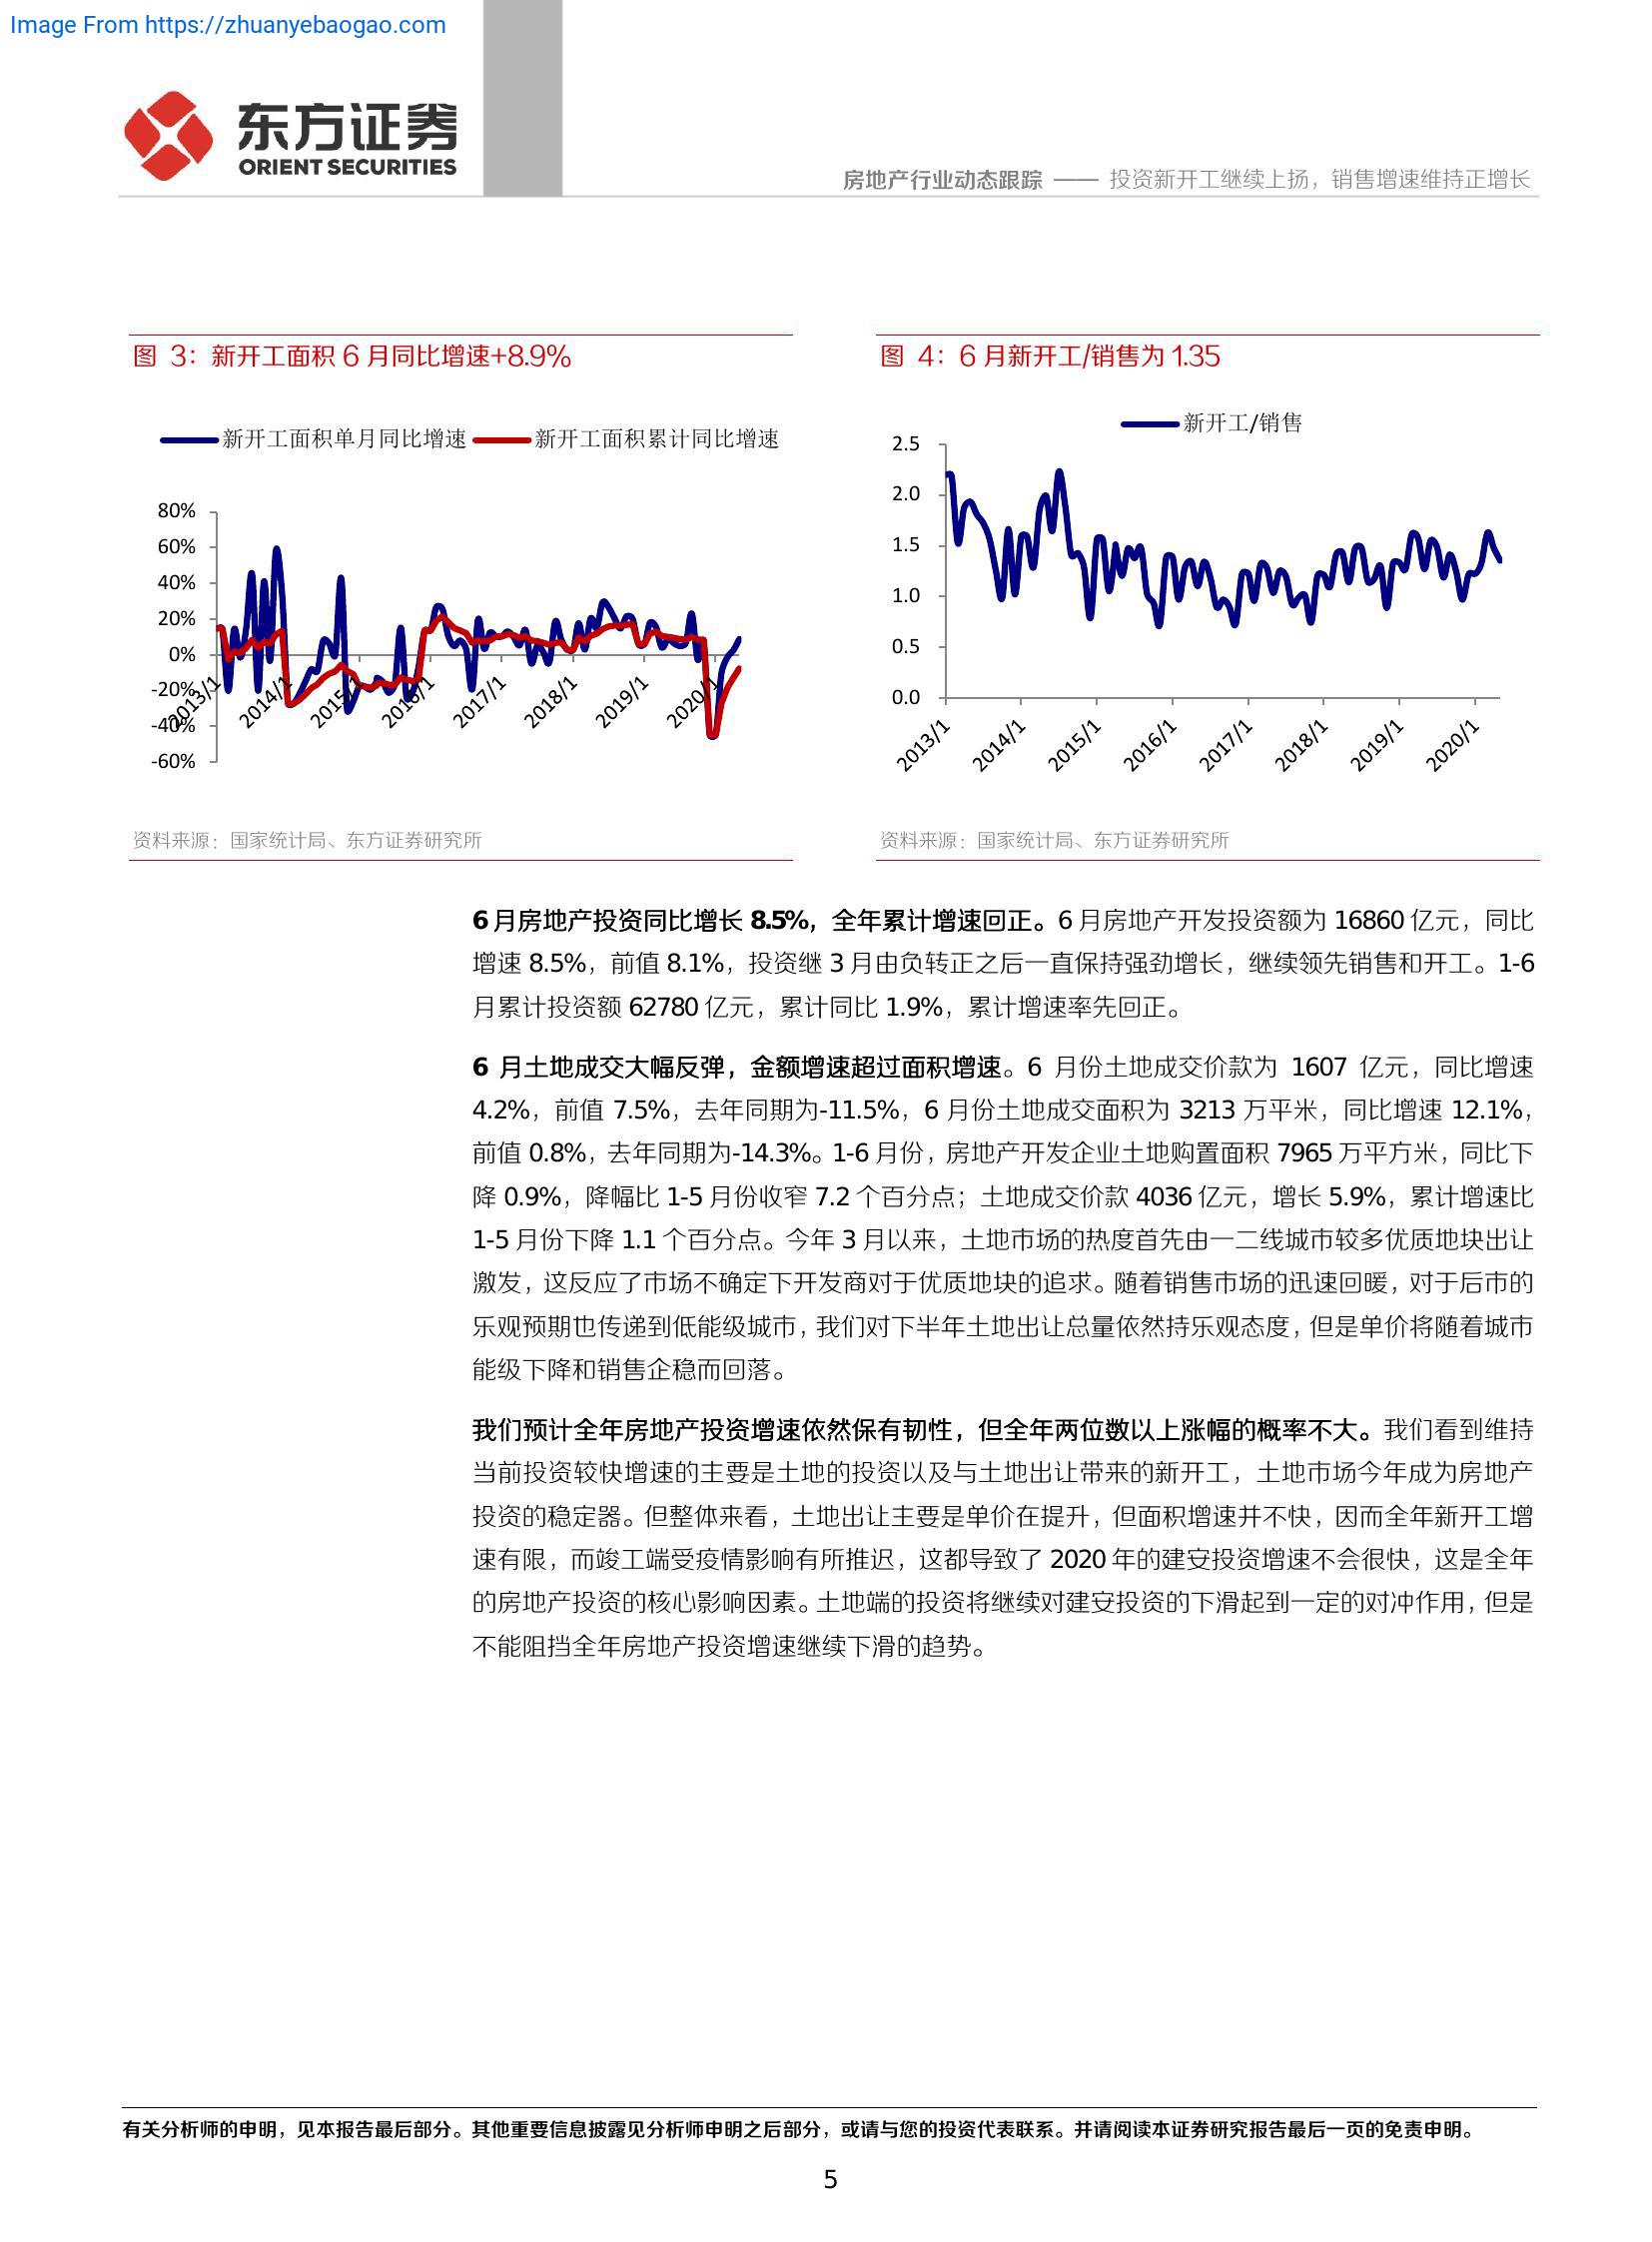 Image From https://zhuanyebaogao.com
东方证券
ORIENT SECURITIES
房地产行业动态跟踪 —— 投资新开工继续上扬，销售增速维持正增长
图 3：新开工面积 6 月同比增速+8.9%
新开工面积单月同比增速 新开工面积累计同比增速
80%
60%
40%
20%
0%
-20%
-40%
-60%
2013/1 2014/1 2015/1 2016/1 2017/1 2018/1 2019/1 2020/1
资料来源：国家统计局、东方证券研究所
图 4：6 月新开工/销售为 1.35
新开工/销售
2.5
2.0
1.5
1.0
0.5
0.0
2013/1 2014/1 2015/1 2016/1 2017/1 2018/1 2019/1 2020/1
资料来源：国家统计局、东方证券研究所
6 月房地产投资同比增长 8.5%，全年累计增速回正。6 月房地产开发投资额为 16860 亿元，同比
增速 8.5%，前值 8.1%，投资继 3 月由负转正之后一直保持强劲增长，继续领先销售和开工。1-6
月累计投资额 62780 亿元，累计同比 1.9%，累计增速率先回正。
6 月土地成交大幅反弹，金额增速超过面积增速。6 月份土地成交价款为 1607 亿元，同比增速
4.2%，前值 7.5%，去年同期为-11.5%，6 月份土地成交面积为 3213 万平米，同比增速 12.1%，
前值 0.8%，去年同期为-14.3%。1-6 月份，房地产开发企业土地购置面积 7965 万平方米，同比下
降 0.9%，降幅比 1-5 月份收窄 7.2 个百分点；土地成交价款 4036 亿元，增长 5.9%，累计增速比
1-5 月份下降 1.1 个百分点。今年 3 月以来，土地市场的热度首先由一二线城市较多优质地块出让
激发，这反应了市场不确定下开发商对于优质地块的追求。随着销售市场的迅速回暖，对于后市的
乐观预期也传递到低能级城市，我们对下半年土地出让总量依然持乐观态度，但是单价将随着城市
能级下降和销售企稳而回落。
我们预计全年房地产投资增速依然保有韧性，但全年两位数以上涨幅的概率不大。我们看到维持
当前投资较快增速的主要是土地的投资以及与土地出让带来的新开工，土地市场今年成为房地产
投资的稳定器。但整体来看，土地出让主要是单价在提升，但面积增速并不快，因而全年新开工增
速有限，而竣工端受疫情影响有所推迟，这都导致了 2020 年的建安投资增速不会很快，这是全年
的房地产投资的核心影响因素。土地端的投资将继续对建安投资的下滑起到一定的对冲作用，但是
不能阻挡全年房地产投资增速继续下滑的趋势。
有关分析师的申明，见本报告最后部分。其他重要信息披露见分析师申明之后部分，或请与您的投资代表联系。并请阅读本证券研究报告最后一页的免责申明。
5